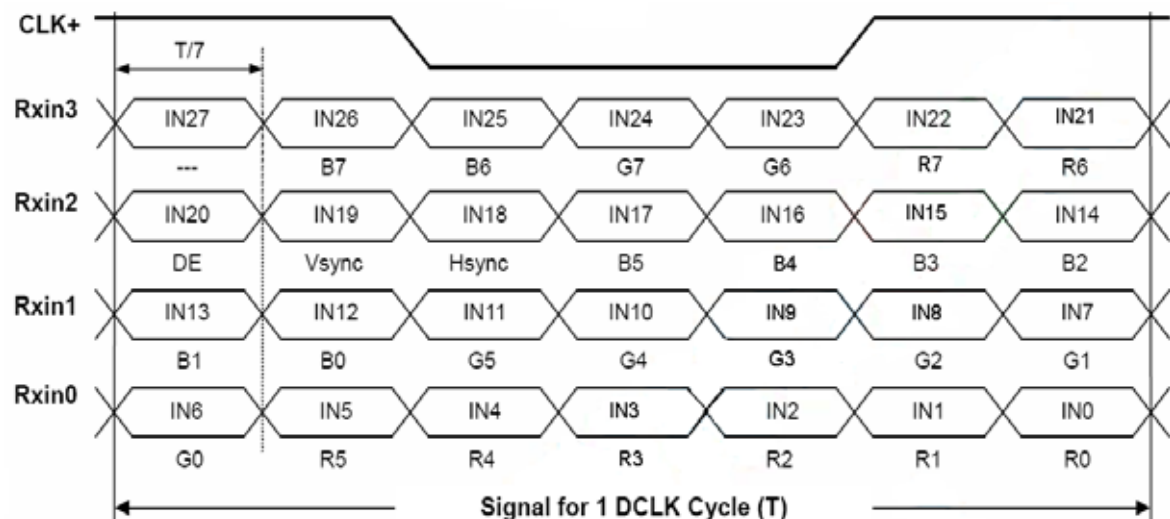 CLK+
T/7
Rxin3 IN27 IN26 IN25 IN24 IN23 IN22 IN21
--- B7 B6 G7 G6 R7 R6
Rxin2 IN20 IN19 IN18 IN17 IN16 IN15 IN14
DE Vsync Hsync B5 B4 B3 B2
Rxin1 IN13 IN12 IN11 IN10 IN9 IN8 IN7
B1 B0 G5 G4 G3 G2 G1
Rxin0 IN6 IN5 IN4 IN3 IN2 IN1 IN0
G0 R5 R4 R3 R2 R1 R0
Signal for 1 DCLK Cycle (T)